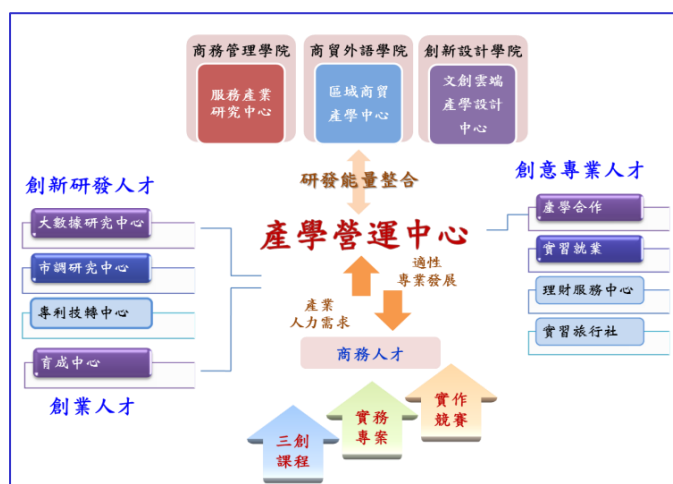 商務管理學院
服務產業
研究中心
商貿外語學院
區域商貿
產學中心
創新設計學院
文創雲端
產學設計
中心
研發能量整合
創新研發人才
大數據研究中心
市調研究中心
專利技轉中心
育成中心
創業人才
產學營運中心
創意專業人才
產學合作
實習就業
理財服務中心
實習旅行社
產業
人力需求
適性
專業發展
商務人才
三創
課程
實務
專案
實作
競賽